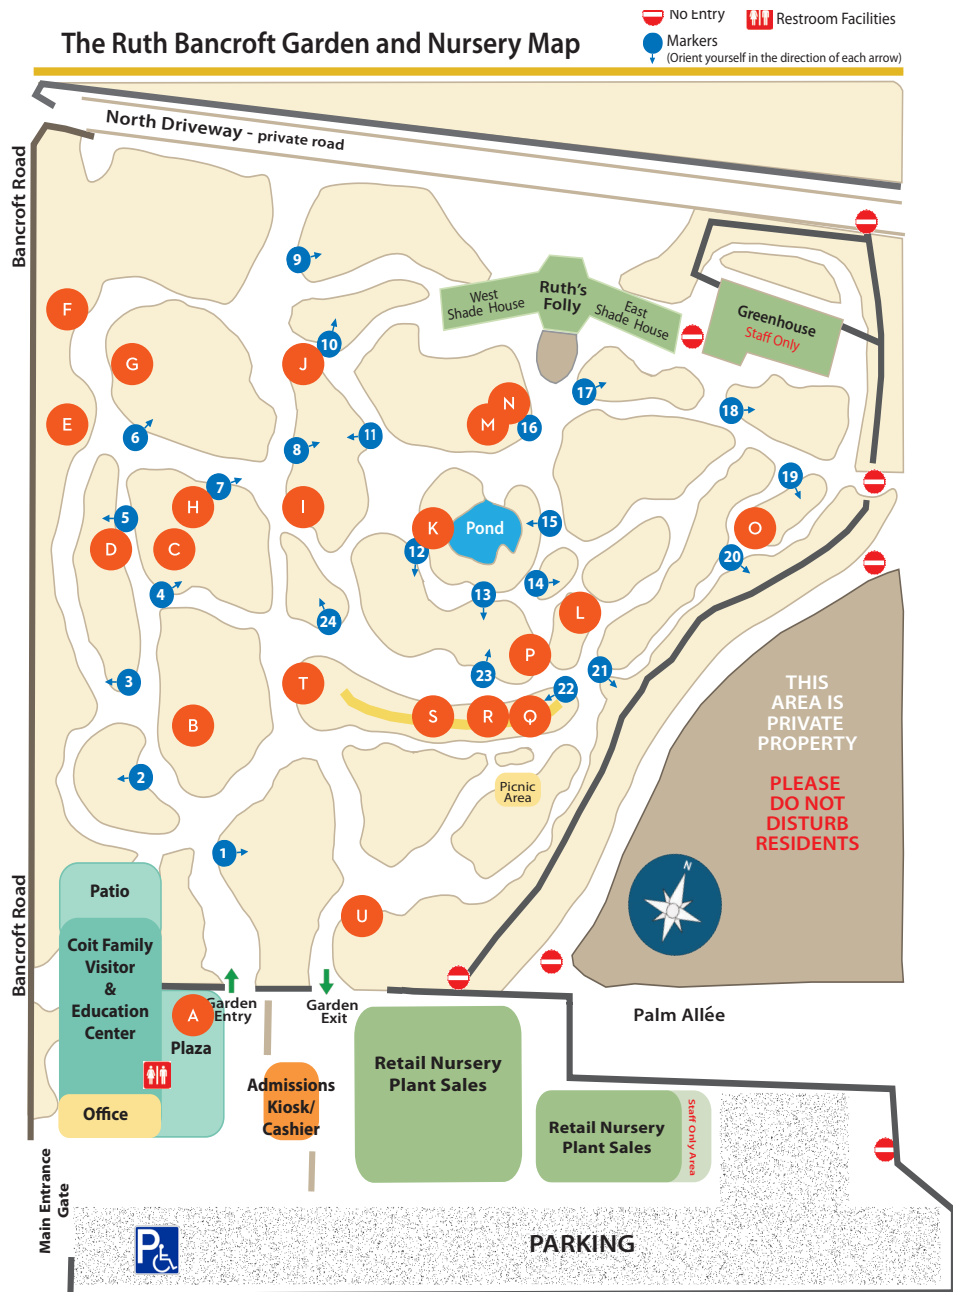 No Entry
Restroom Facilities
The Ruth Bancroft Garden and Nursery Map
Markers
(Orient yourself in the direction of each arrow)
North Driveway - private road
Bancroft Road
9
F
West
Shade House
Ruth's
Folly
East
Shade House
Greenhouse
Staff Only
10
G
J
17
N
18
E
M
16
6
11
8
19
7
H
I
5
K
Pond
15
O
D
C
12
20
4
14
13
24
L
P
21
3
T
23
22
THIS
AREA IS
PRIVATE
PROPERTY
B
S
R
Q
2
Picnic
Area
PLEASE
DO NOT
DISTURB
RESIDENTS
1
N
Bancroft Road
Patio
U
Coit Family
Visitor
&
Education
Center
Garden
Entry
Garden
Exit
A
Plaza
Palm Allée
Retail Nursery
Plant Sales
Admissions
Kiosk/
Cashier
Office
Retail Nursery
Plant Sales
Staff Only Area
Main Entrance
Gate
P
PARKING